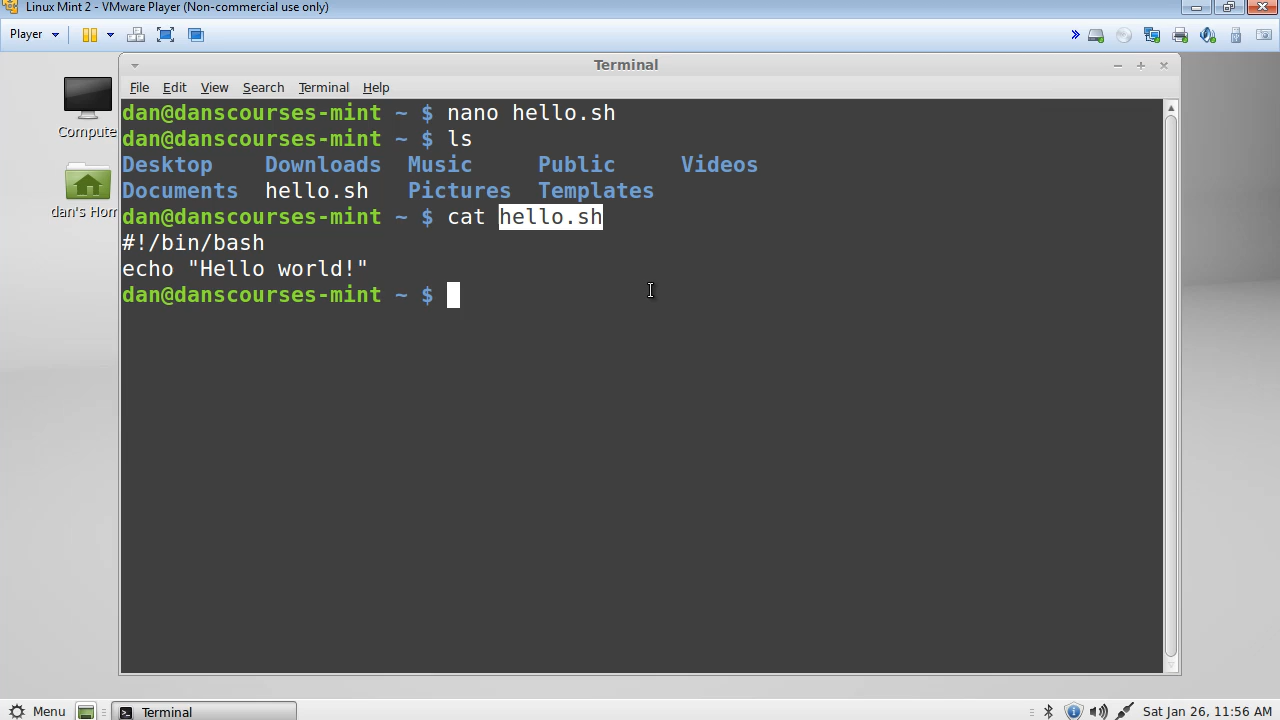 Linux Mint 2 - VMware Player (Non-commercial use only)
Player
Terminal
File Edit View Search Terminal Help
Compute
dan's Hom
dan@danscourses-mint ~ $ nano hello.sh
dan@danscourses-mint ~ $ ls
Desktop Downloads Music Public Videos
Documents hello.sh Pictures Templates
dan@danscourses-mint ~ $ cat hello.sh
#!/bin/bash
echo "Hello world!"
dan@danscourses-mint ~ $
Menu Terminal Sat Jan 26, 11:56 AM